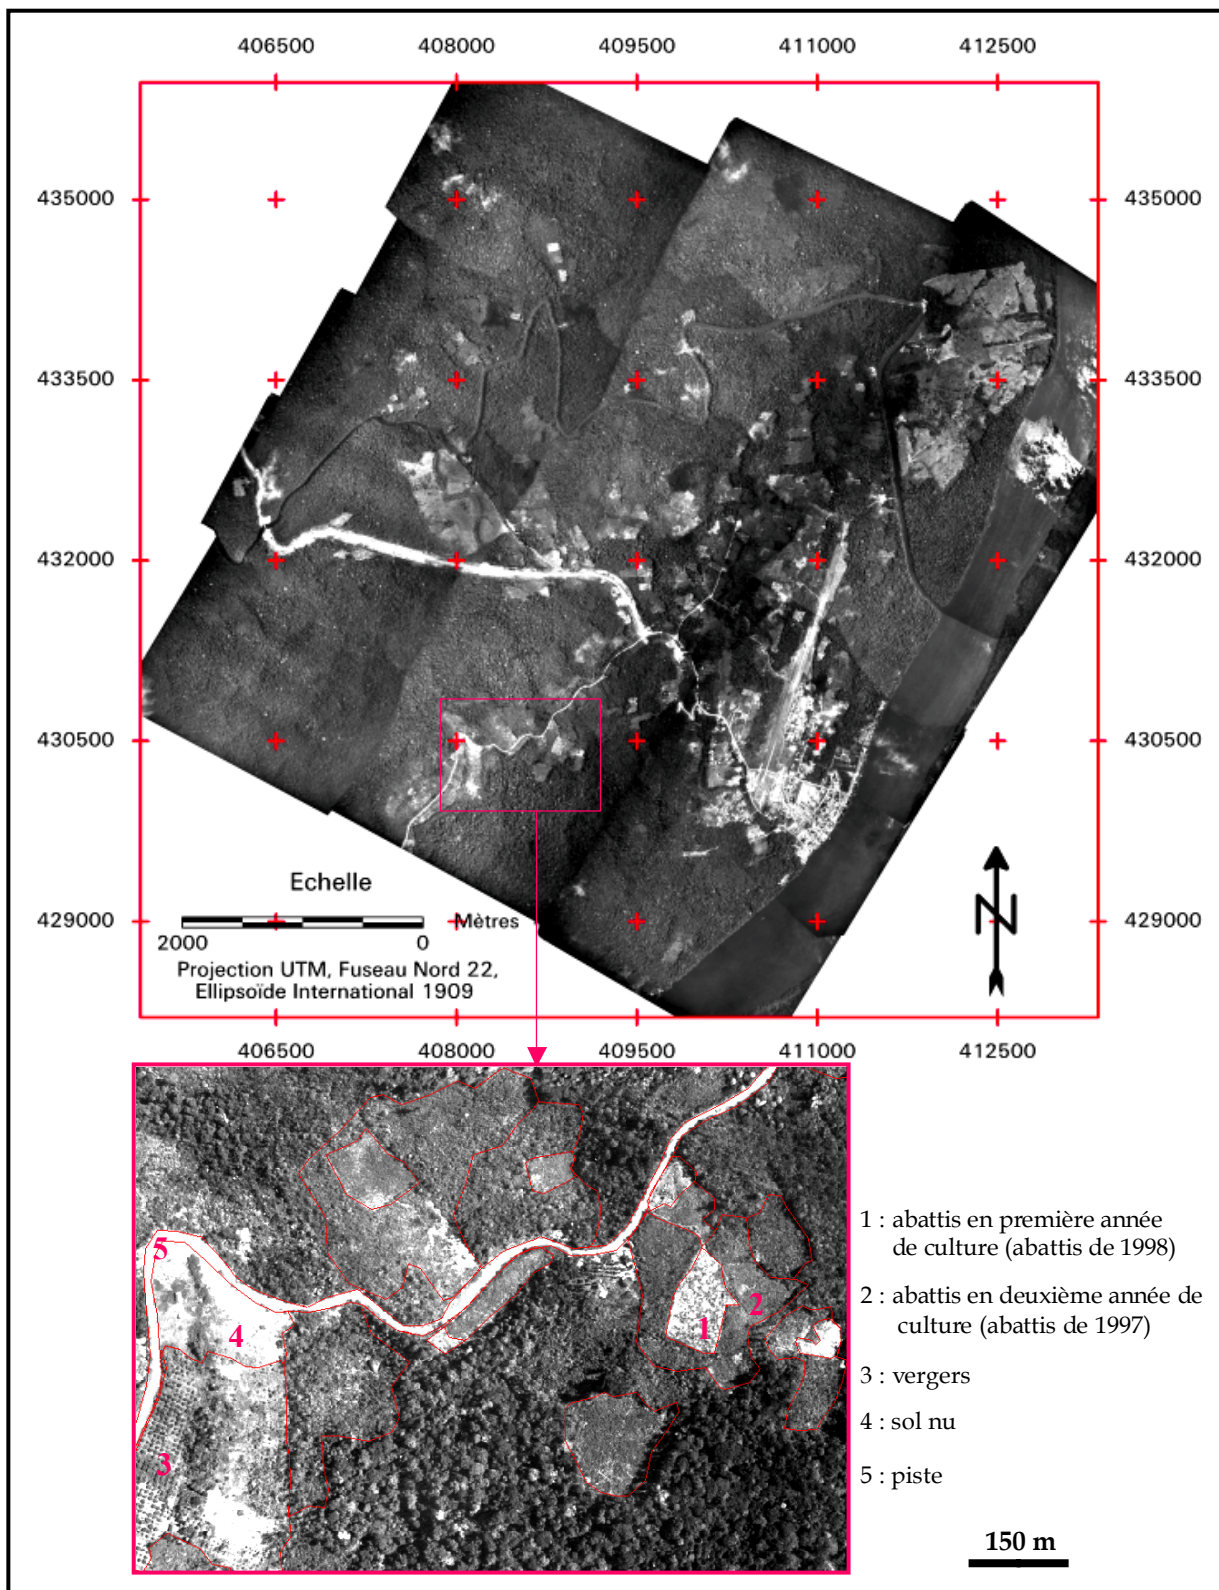 406500 408000 409500 411000 412500
435000 435000
433500 433500
432000 432000
430500 430500
429000 429000
Echelle
Mètres
2000 0
Projection UTM, Fuseau Nord 22,
Ellipsoïde International 1909
N
406500 408000 409500 411000 412500
5
4
3
1
2
1 : abattis en première année
de culture (abattis de 1998)
2 : abattis en deuxième année de
culture (abattis de 1997)
3 : vergers
4 : sol nu
5 : piste
150 m